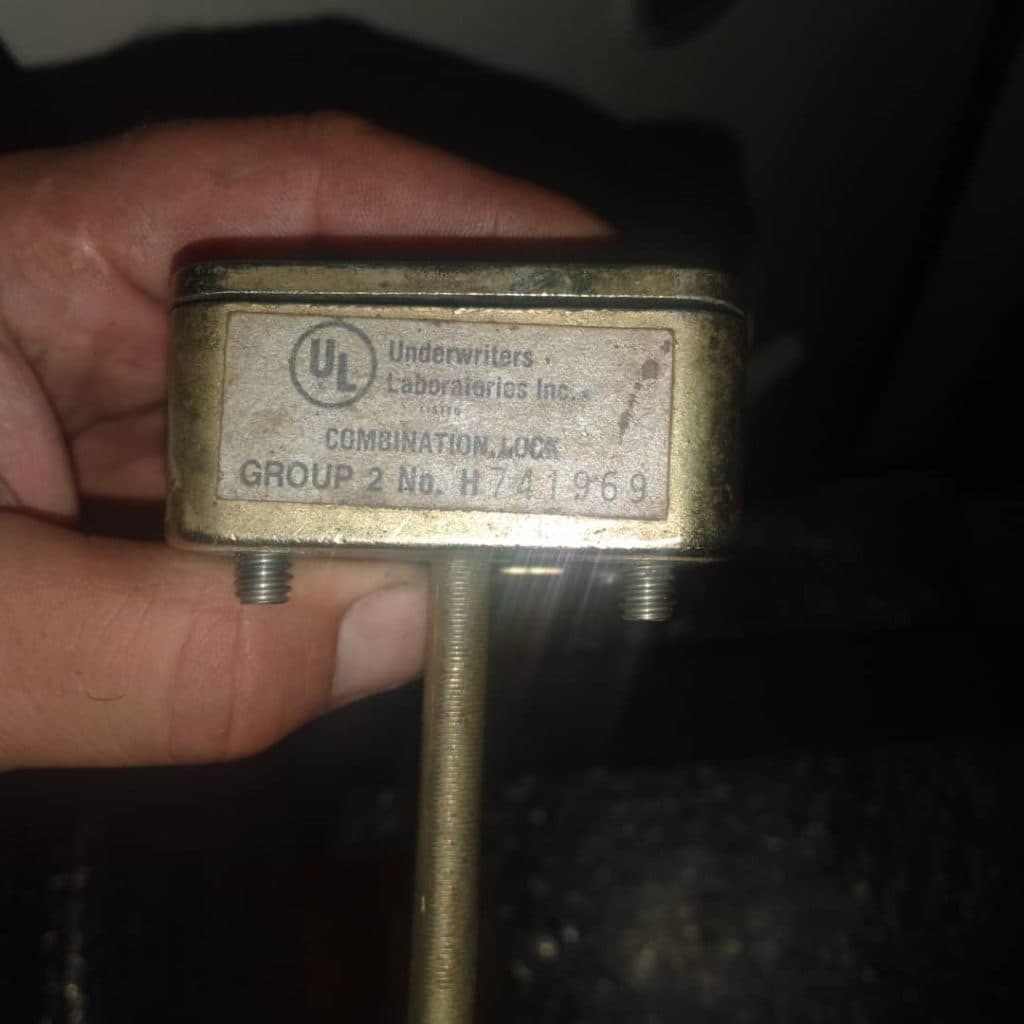 UL Underwriters
Laboratories Inc.
LISTED
COMBINATION LOCK
GROUP 2 No. H741969